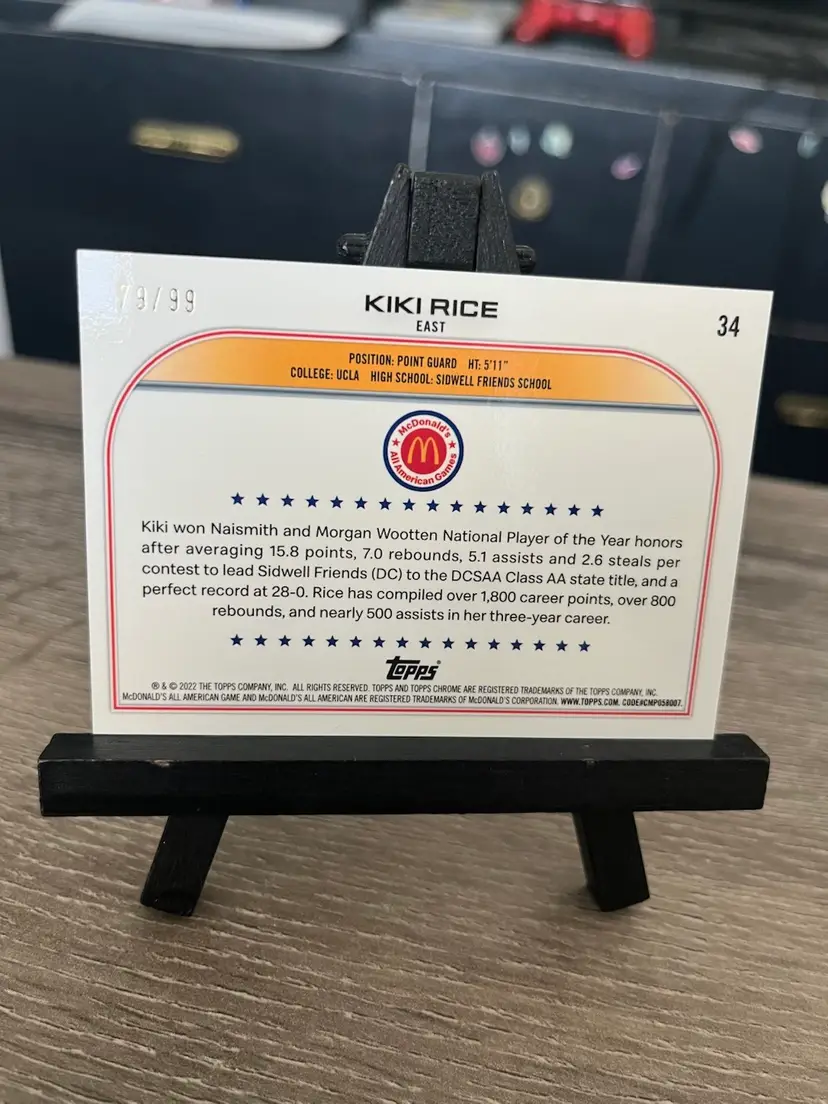 79/99
KIKI RICE
EAST
34
POSITION: POINT GUARD HT: 5'11"
COLLEGE: UCLA HIGH SCHOOL: SIDWELL FRIENDS SCHOOL
McDonald's
M
All American Games
Kiki won Naismith and Morgan Wootten National Player of the Year honors
after averaging 15.8 points, 7.0 rebounds, 5.1 assists and 2.6 steals per
contest to lead Sidwell Friends (DC) to the DCSAA Class AA state title, and a
perfect record at 28-0. Rice has compiled over 1,800 career points, over 800
rebounds, and nearly 500 assists in her three-year career.
topps®
® & © 2022 THE TOPPS COMPANY, INC. ALL RIGHTS RESERVED. TOPPS AND TOPPS CHROME ARE REGISTERED TRADEMARKS OF THE TOPPS COMPANY, INC.
McDONALD'S ALL AMERICAN GAME AND McDONALD'S ALL AMERICAN ARE REGISTERED TRADEMARKS OF McDONALD'S CORPORATION. WWW.TOPPS.COM. CODE#CMP058007.